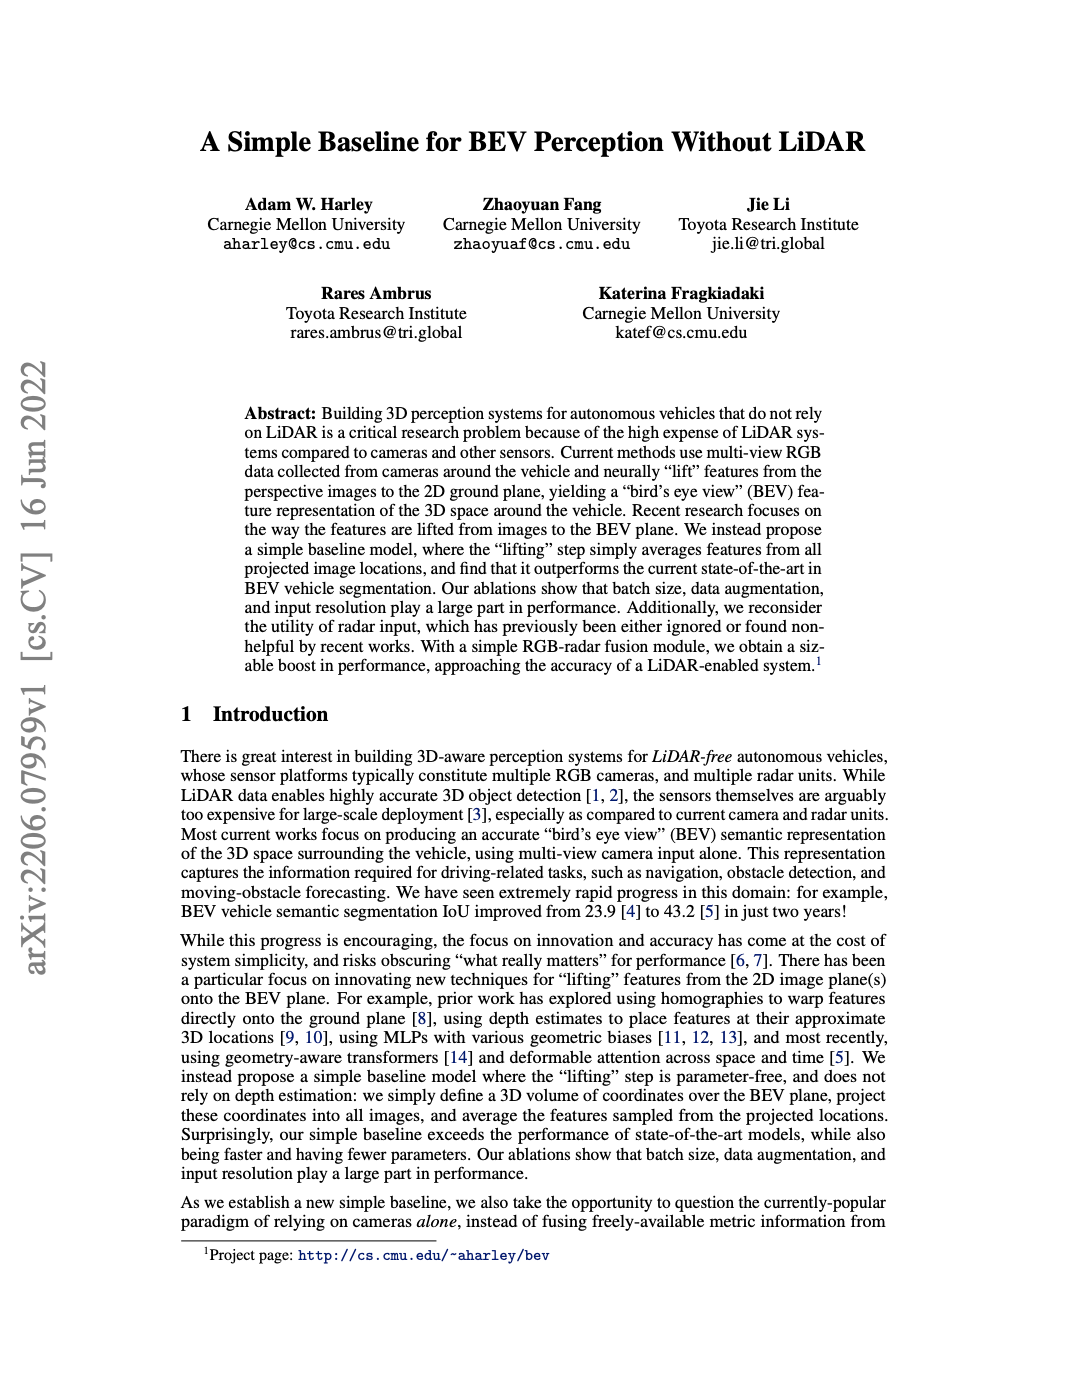 A Simple Baseline for BEV Perception Without LiDAR
Adam W. Harley
Carnegie Mellon University
aharley@cs.cmu.edu
Zhaoyuan Fang
Carnegie Mellon University
zhaoyuaf@cs.cmu.edu
Jie Li
Toyota Research Institute
jie.li@tri.global
Rares Ambrus
Toyota Research Institute
rares.ambrus@tri.global
Katerina Fragkiadaki
Carnegie Mellon University
katef@cs.cmu.edu
arXiv:2206.07959v1 [cs.CV] 16 Jun 2022
Abstract: Building 3D perception systems for autonomous vehicles that do not rely
on LiDAR is a critical research problem because of the high expense of LiDAR sys-
tems compared to cameras and other sensors. Current methods use multi-view RGB
data collected from cameras around the vehicle and neurally “lift” features from the
perspective images to the 2D ground plane, yielding a “bird’s eye view” (BEV) fea-
ture representation of the 3D space around the vehicle. Recent research focuses on
the way the features are lifted from images to the BEV plane. We instead propose
a simple baseline model, where the “lifting” step simply averages features from all
projected image locations, and find that it outperforms the current state-of-the-art in
BEV vehicle segmentation. Our ablations show that batch size, data augmentation,
and input resolution play a large part in performance. Additionally, we reconsider
the utility of radar input, which has previously been either ignored or found non-
helpful by recent works. With a simple RGB-radar fusion module, we obtain a siz-
able boost in performance, approaching the accuracy of a LiDAR-enabled system.1
1 Introduction
There is great interest in building 3D-aware perception systems for LiDAR-free autonomous vehicles,
whose sensor platforms typically constitute multiple RGB cameras, and multiple radar units. While
LiDAR data enables highly accurate 3D object detection [1, 2], the sensors themselves are arguably
too expensive for large-scale deployment [3], especially as compared to current camera and radar units.
Most current works focus on producing an accurate “bird’s eye view” (BEV) semantic representation
of the 3D space surrounding the vehicle, using multi-view camera input alone. This representation
captures the information required for driving-related tasks, such as navigation, obstacle detection, and
moving-obstacle forecasting. We have seen extremely rapid progress in this domain: for example,
BEV vehicle semantic segmentation IoU improved from 23.9 [4] to 43.2 [5] in just two years!
While this progress is encouraging, the focus on innovation and accuracy has come at the cost of
system simplicity, and risks obscuring “what really matters” for performance [6, 7]. There has been
a particular focus on innovating new techniques for “lifting” features from the 2D image plane(s)
onto the BEV plane. For example, prior work has explored using homographies to warp features
directly onto the ground plane [8], using depth estimates to place features at their approximate
3D locations [9, 10], using MLPs with various geometric biases [11, 12, 13], and most recently,
using geometry-aware transformers [14] and deformable attention across space and time [5]. We
instead propose a simple baseline model where the “lifting” step is parameter-free, and does not
rely on depth estimation: we simply define a 3D volume of coordinates over the BEV plane, project
these coordinates into all images, and average the features sampled from the projected locations.
Surprisingly, our simple baseline exceeds the performance of state-of-the-art models, while also
being faster and having fewer parameters. Our ablations show that batch size, data augmentation, and
input resolution play a large part in performance.
As we establish a new simple baseline, we also take the opportunity to question the currently-popular
paradigm of relying on cameras alone, instead of fusing freely-available metric information from
1Project page: http://cs.cmu.edu/~aharley/bev